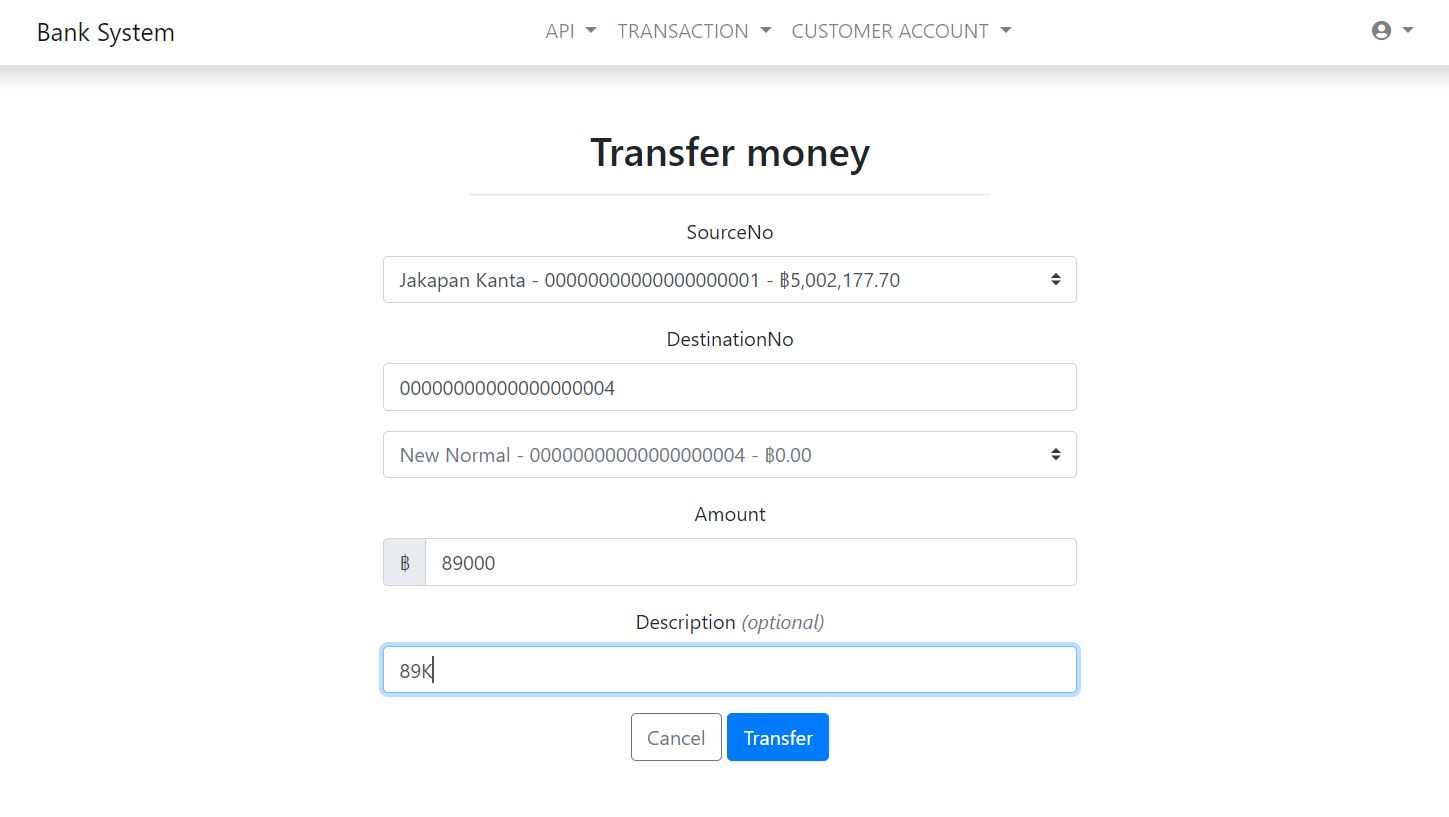 Bank System API TRANSACTION CUSTOMER ACCOUNT
Transfer money
SourceNo
Jakapan Kanta - 00000000000000000001 - ฿5,002,177.70
DestinationNo
00000000000000000004
New Normal - 00000000000000000004 - ฿0.00
Amount
฿ 89000
Description (optional)
89K
Cancel Transfer